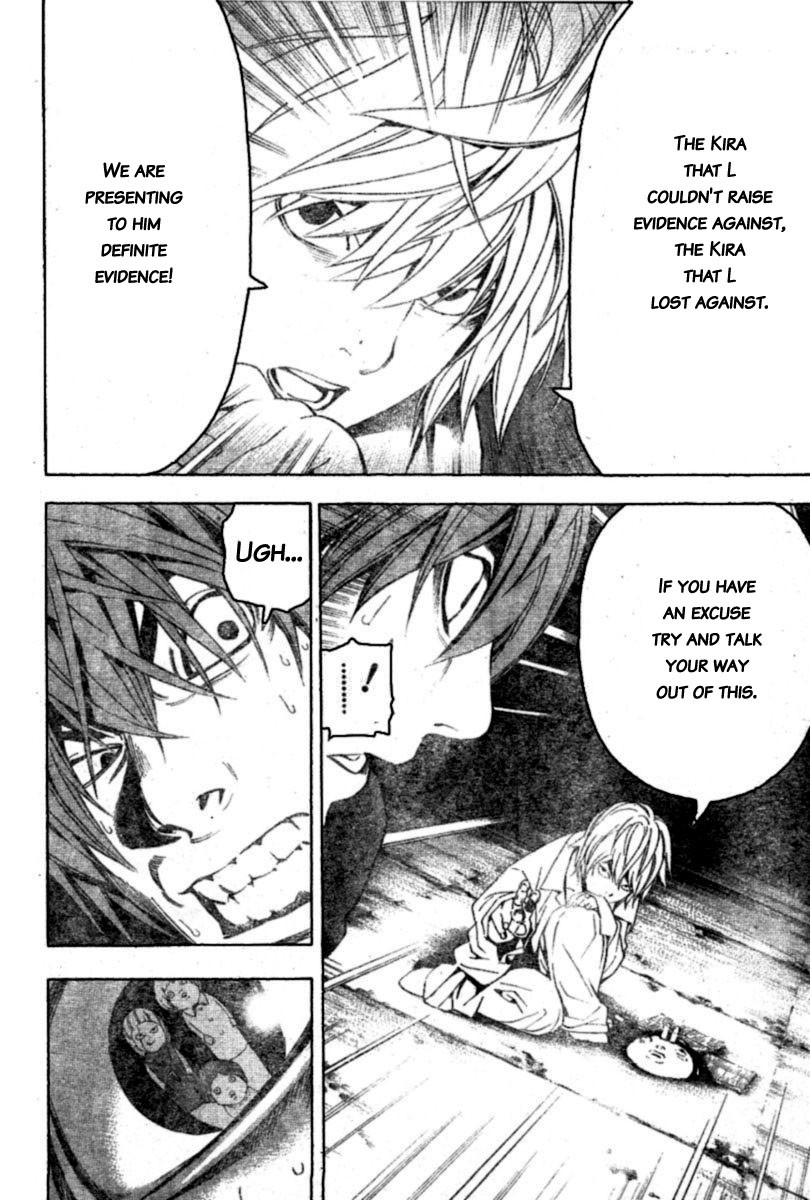 The Kira
that L
couldn't raise
evidence against,
the Kira
that L
lost against.
We are
presenting
to him
definite
evidence!
If you have
an excuse
try and talk
your way
out of this.
........!
Ugh...